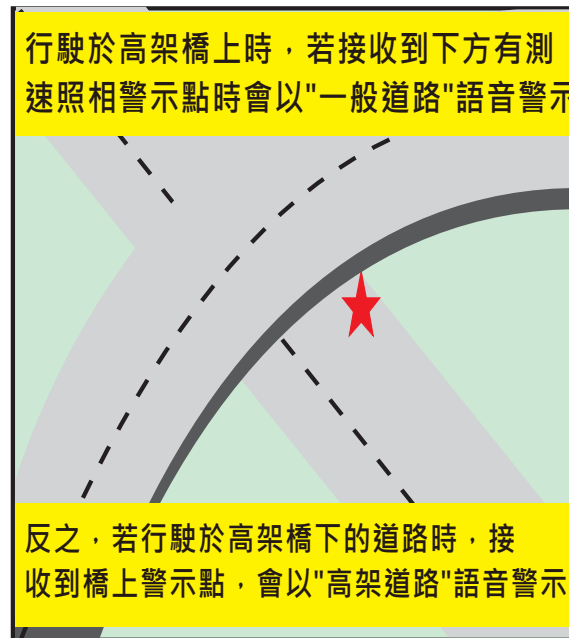 行駛於高架橋上時，若接收到下方有測
速照相警示點時會以"一般道路"語音警示
反之，若行駛於高架橋下的道路時，接
收到橋上警示點，會以"高架道路"語音警示